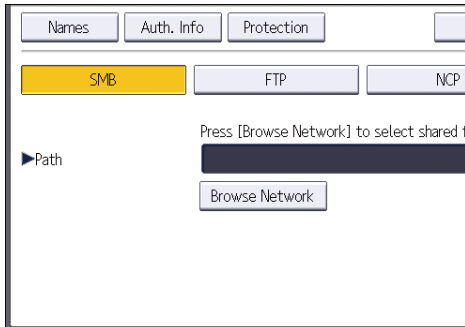 Names Auth. Info Protection
SMB FTP NCP
Press [Browse Network] to select shared
▶Path
Browse Network